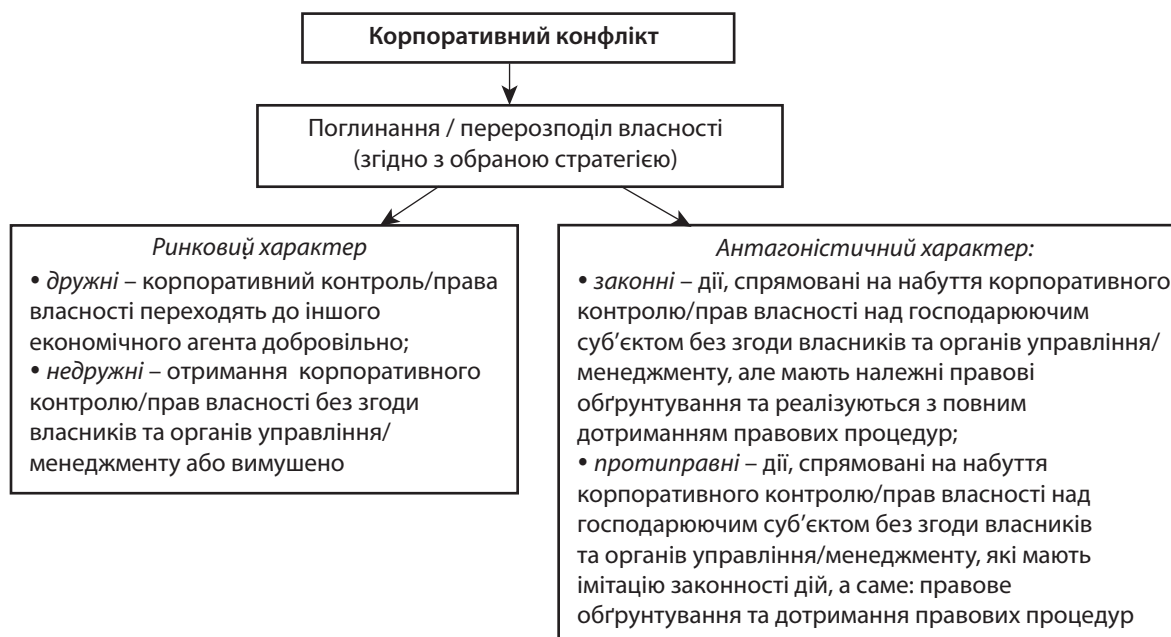 Корпоративний конфлікт
Поглинання / перерозподіл власності
(згідно з обраною стратегією)
Ринковий характер
• дружні – корпоративний контроль/права
власності переходять до іншого
економічного агента добровільно;
• недружні – отримання корпоративного
контролю/прав власності без згоди
власників та органів управління/
менеджменту або вимушено
Антагоністичний характер:
• законні – дії, спрямовані на набуття корпоративного
контролю/прав власності над господарюючим
суб’єктом без згоди власників та органів управління/
менеджменту, але мають належні правові
обґрунтування та реалізуються з повним
дотриманням правових процедур;
• протиправні – дії, спрямовані на набуття
корпоративного контролю/прав власності над
господарюючим суб’єктом без згоди власників
та органів управління/менеджменту, які мають
імітацію законності дій, а саме: правове
обґрунтування та дотримання правових процедур